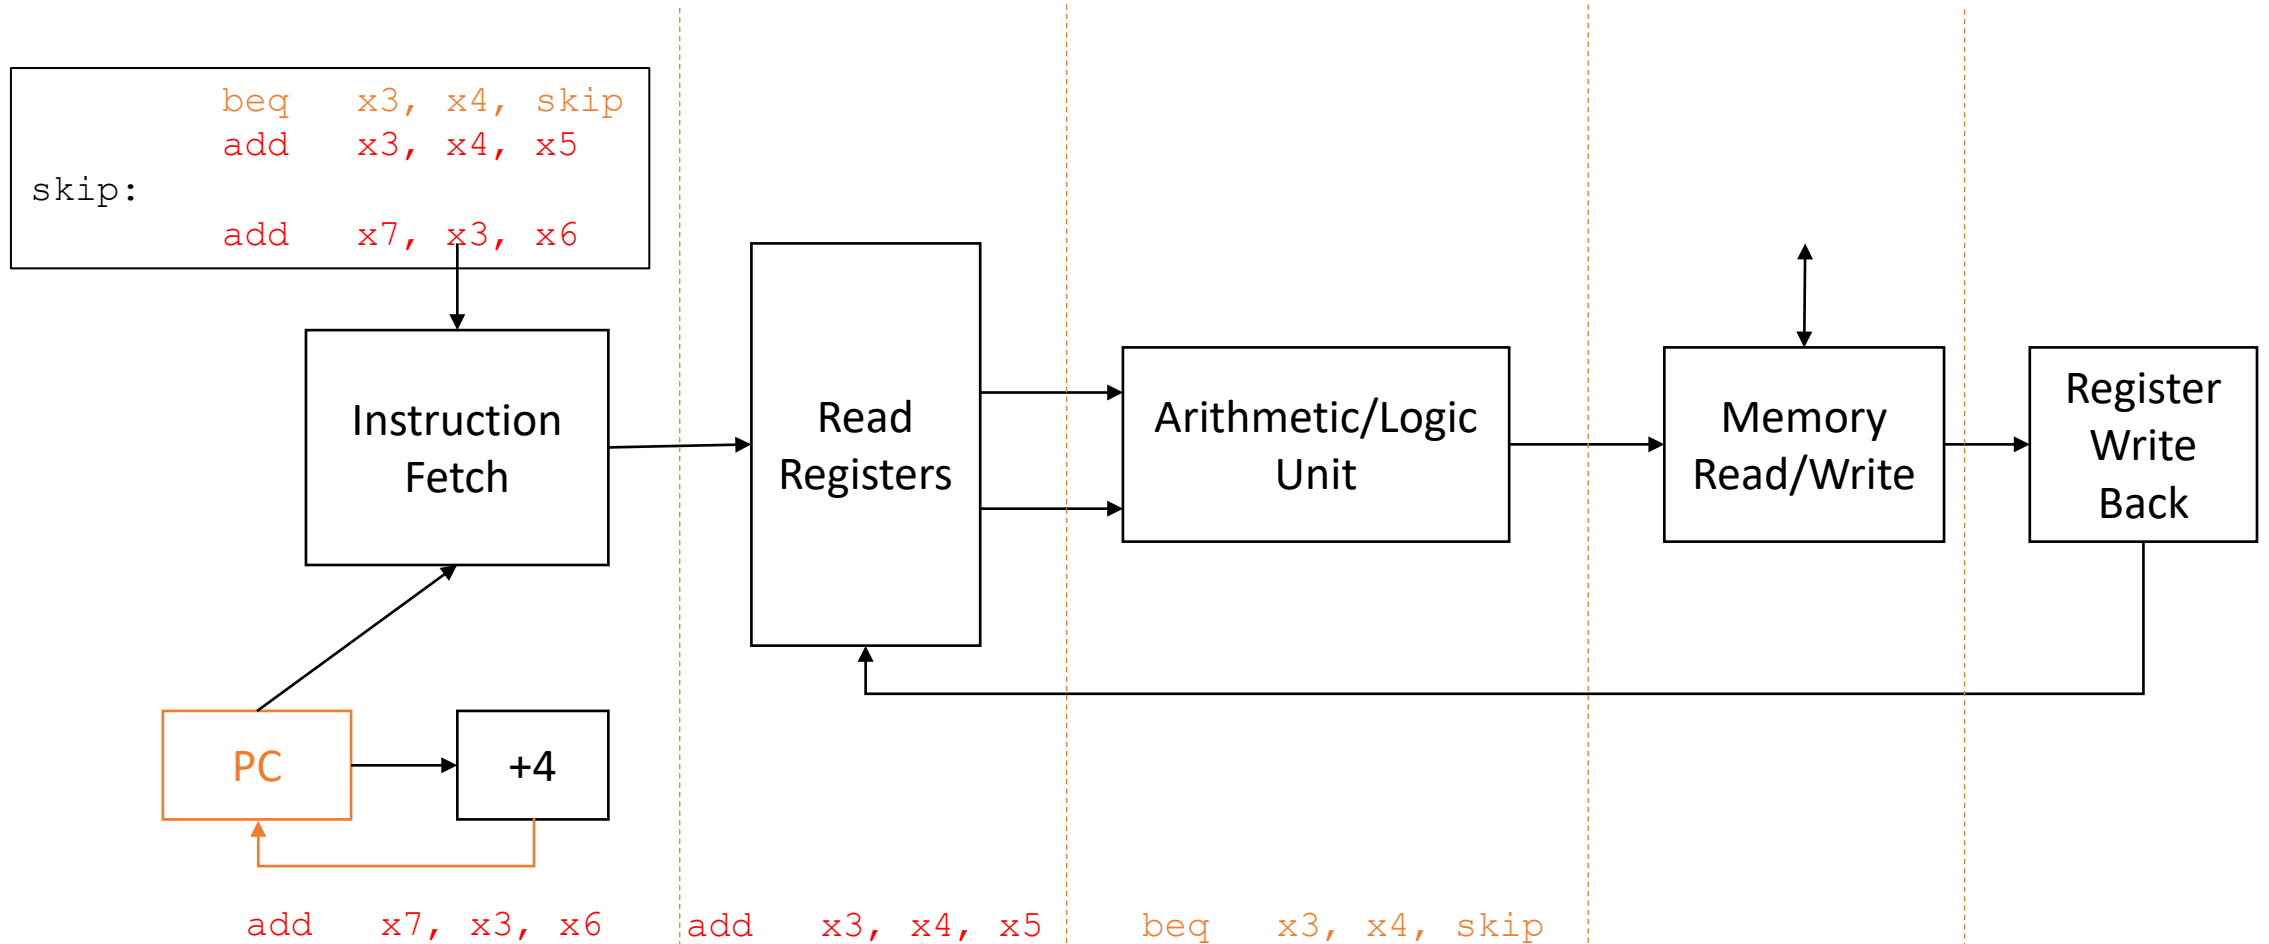 beq x3, x4, skip
add x3, x4, x5
skip:
add x7, x3, x6
Instruction
Fetch
Read
Registers
Arithmetic/Logic
Unit
Memory
Read/Write
Register
Write
Back
PC
+4
add x7, x3, x6
add x3, x4, x5
beq x3, x4, skip